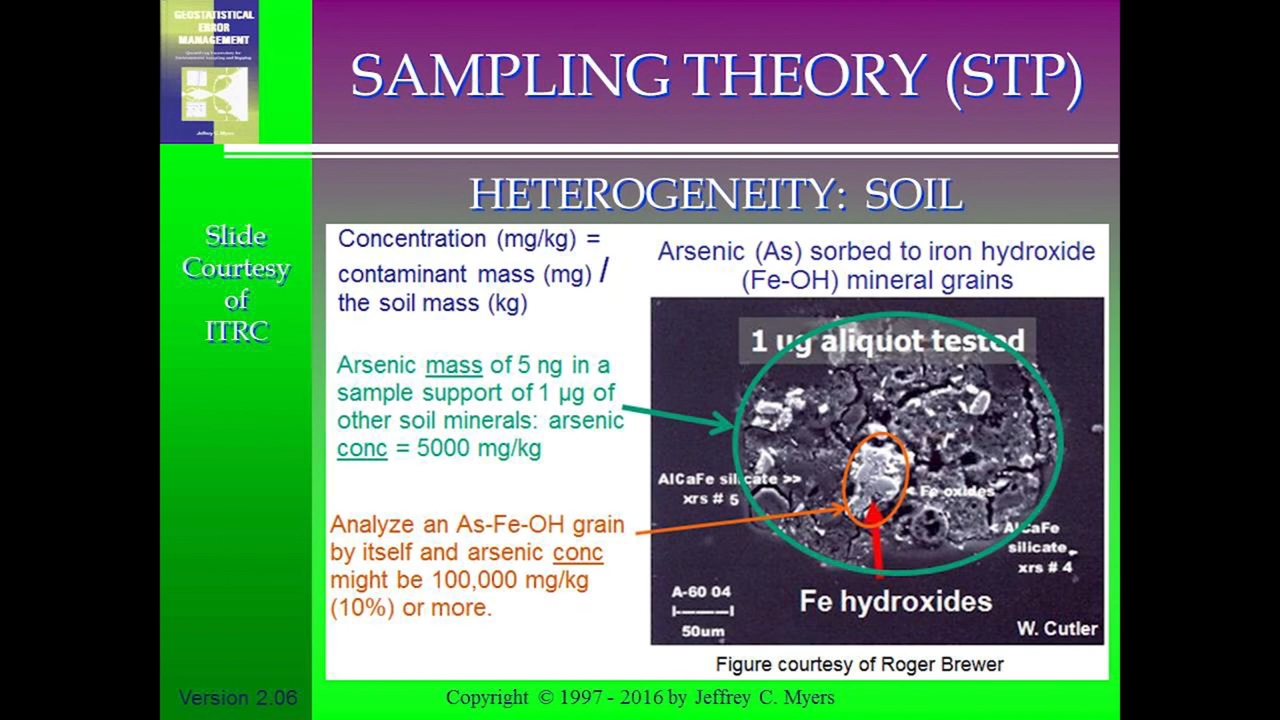 GEOSTATISTICAL
ERROR
MANAGEMENT
Jeffrey C. Myers
SAMPLING THEORY (STP)
HETEROGENEITY: SOIL
Slide
Courtesy
of
ITRC
Concentration (mg/kg) =
contaminant mass (mg) /
the soil mass (kg)
Arsenic mass of 5 ng in a
sample support of 1 µg of
other soil minerals: arsenic
conc = 5000 mg/kg
Analyze an As-Fe-OH grain
by itself and arsenic conc
might be 100,000 mg/kg
(10%) or more.
Arsenic (As) sorbed to iron hydroxide
(Fe-OH) mineral grains
1 ug aliquot tested
AlCaFe silicate >>
xrs # 5
< Fe oxides
< AlCaFe
silicate
xrs # 4
A-60 04
50um
Fe hydroxides
W. Cutler
Figure courtesy of Roger Brewer
Version 2.06
Copyright © 1997 - 2016 by Jeffrey C. Myers